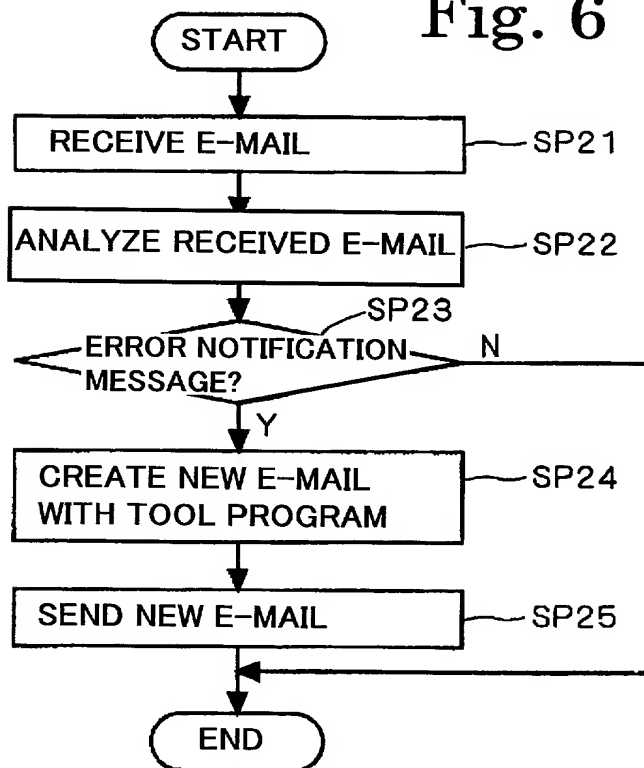 Fig. 6
START
RECEIVE E-MAIL
SP21
ANALYZE RECEIVED E-MAIL
SP22
SP23
ERROR NOTIFICATION
MESSAGE?
N
Y
CREATE NEW E-MAIL
WITH TOOL PROGRAM
SP24
SEND NEW E-MAIL
SP25
END